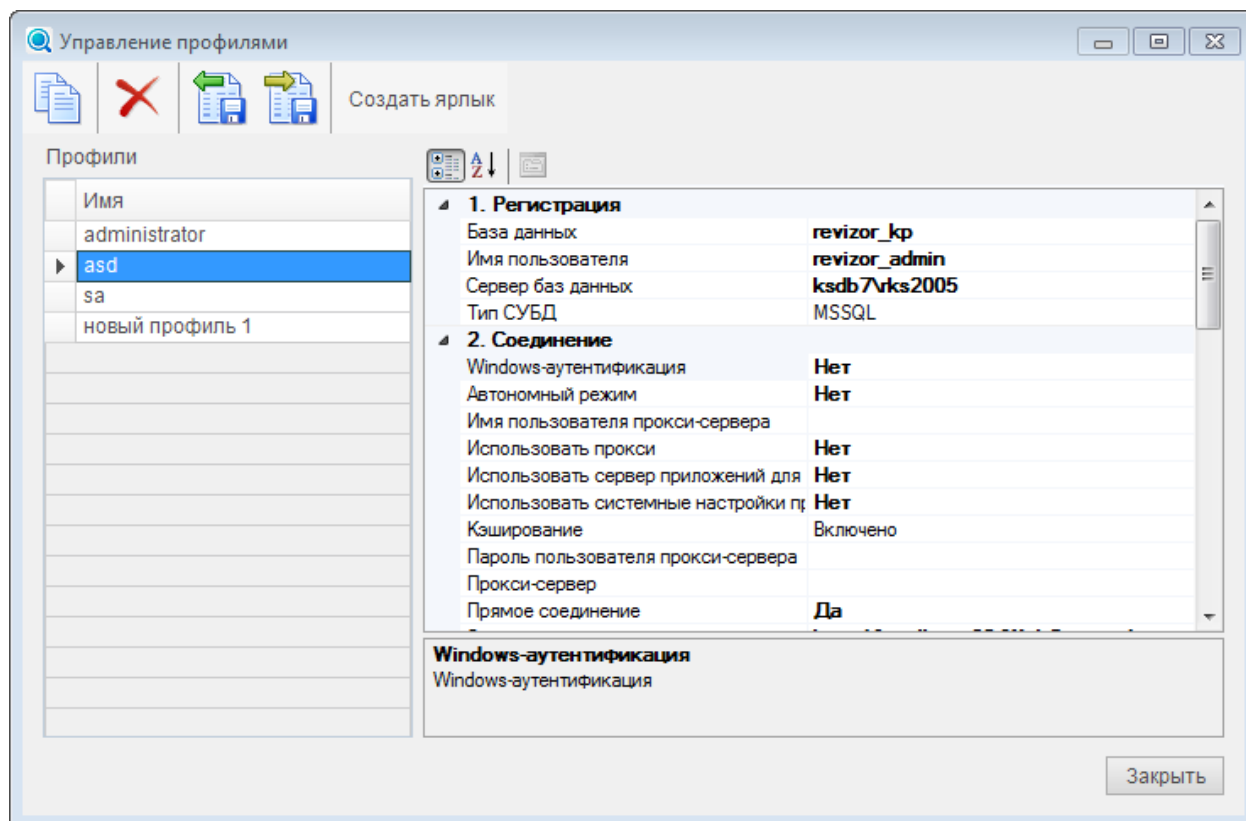 Управление профилями
Создать ярлык
Профили
Имя
administrator
asd
sa
новый профиль 1
1. Регистрация
База данных revizor_kp
Имя пользователя revizor_admin
Сервер баз данных ksdb7\rks2005
Тип СУБД MSSQL
2. Соединение
Windows-аутентификация Нет
Автономный режим Нет
Имя пользователя прокси-сервера
Использовать прокси Нет
Использовать сервер приложений для Нет
Использовать системные настройки Нет
Кэширование Включено
Пароль пользователя прокси-сервера
Прокси-сервер
Прямое соединение Да
Windows-аутентификация
Windows-аутентификация
Закрыть